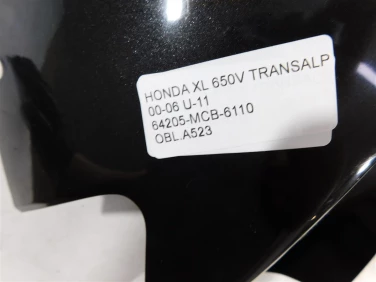 HONDA XL 650V TRANSALP
00-06 U-11
64205-MCB-6110
OBL.A523